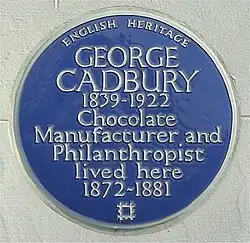 ENGLISH HERITAGE
GEORGE
CADBURY
1839-1922
Chocolate
Manufacturer and
Philanthropist
lived here
1872-1881